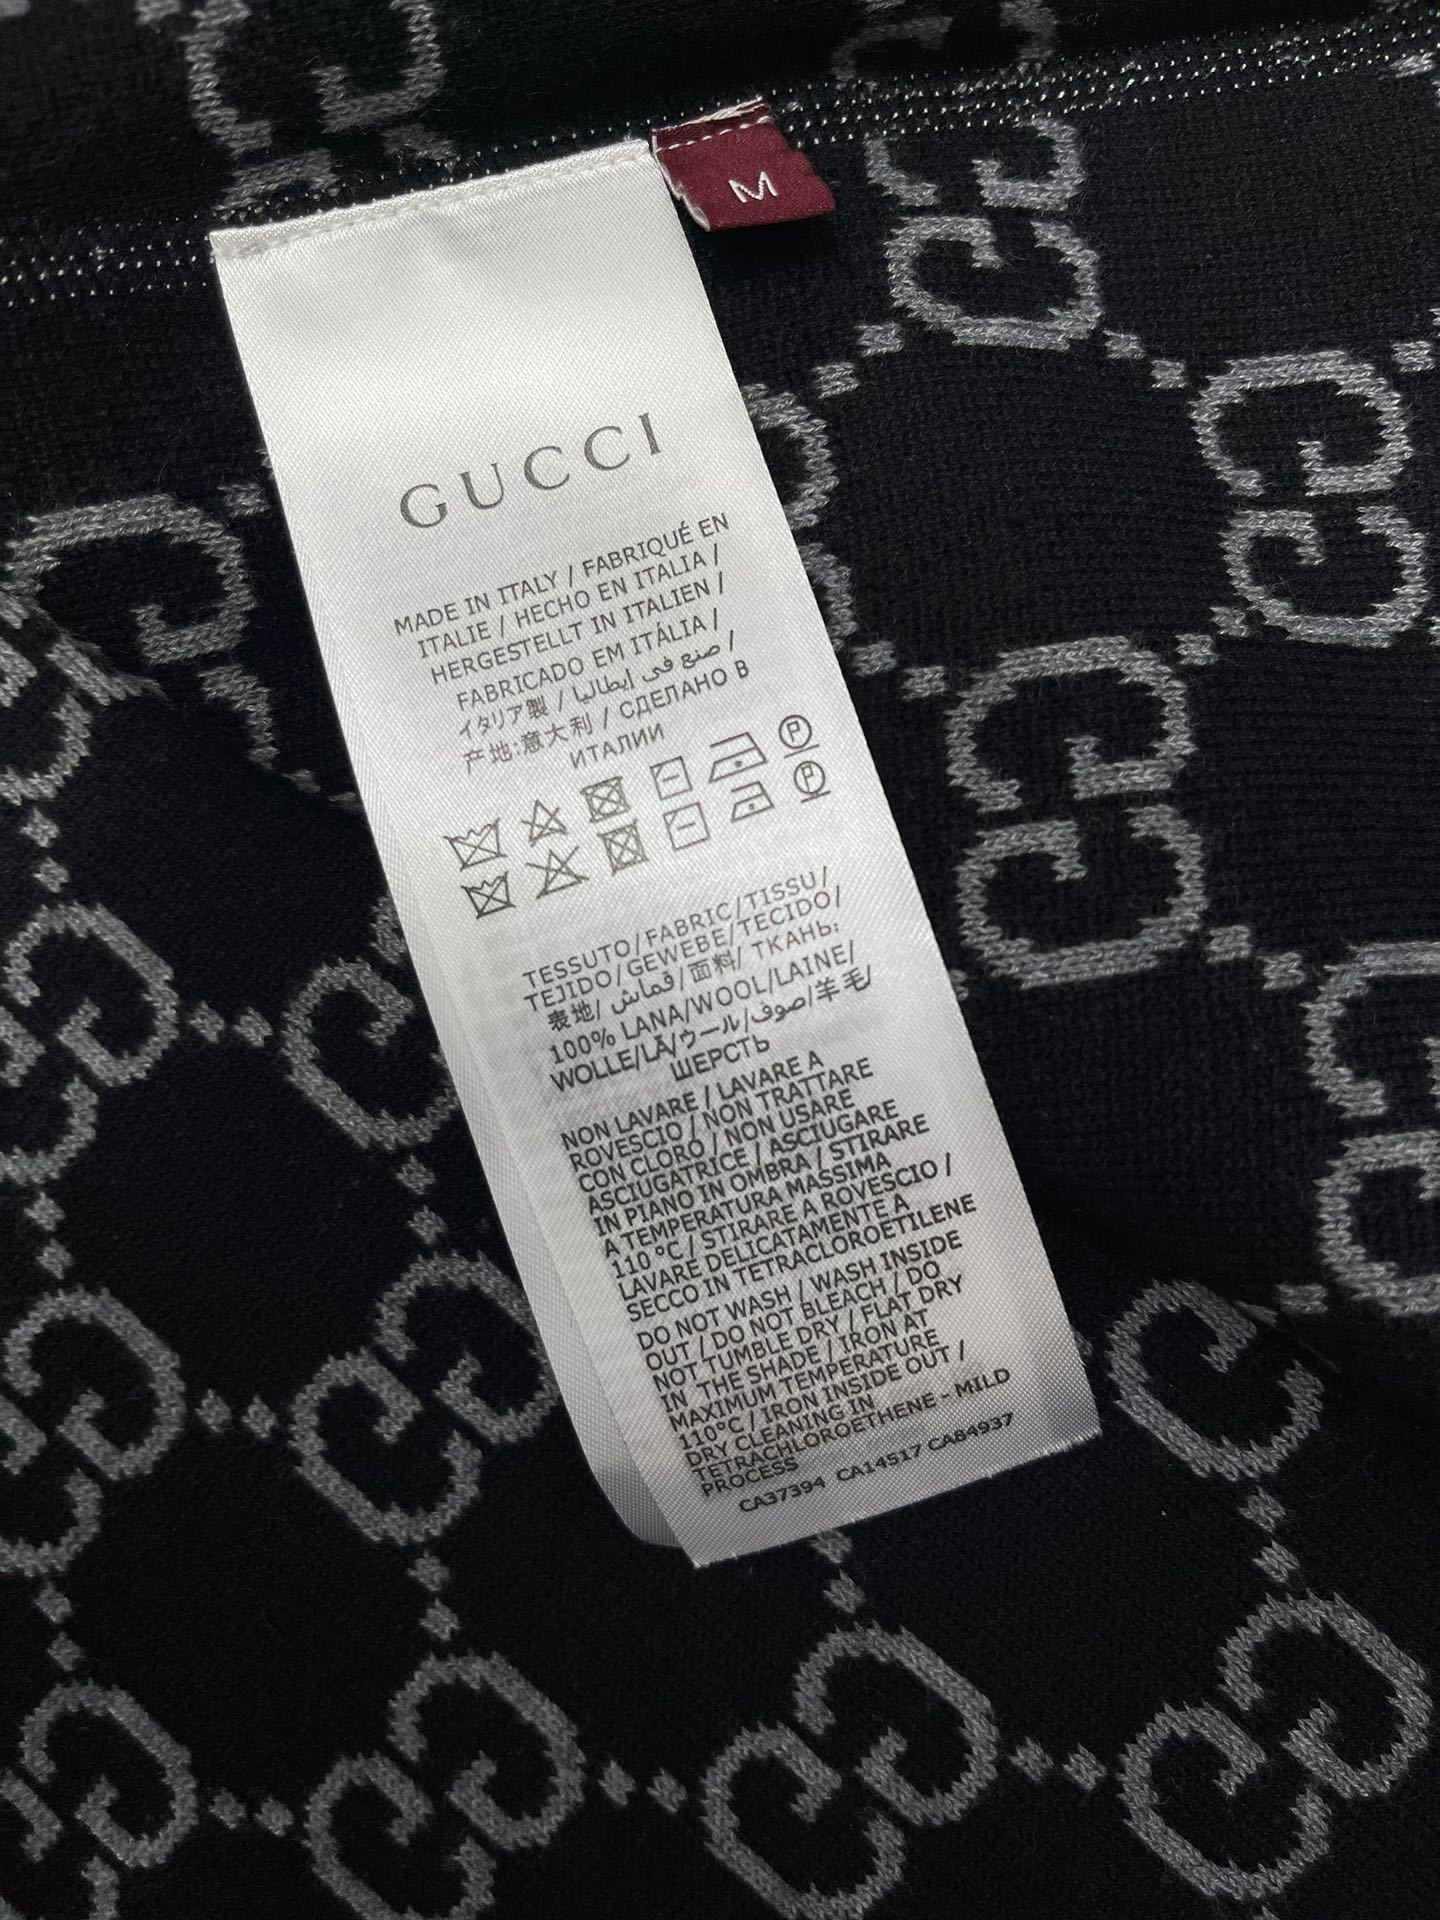 M
GUCCI
MADE IN ITALY / FABRIQUÉ EN
ITALIE / HECHO EN ITALIA /
HERGESTELLT IN ITALIEN /
FABRICADO EM ITÁLIA /
イタリア製 / صنع في إيطاليا /
产地:意大利 / СДЕЛАНО В
ИТАЛИИ
TESSUTO/FABRIC/TISSU/
TEJIDO/GEWEBE/TECIDO/
表地/ قماش/面料/ ТКАНЬ:
100% LANA/WOOL/LAINE/
WOLLE/LÃ/ウール/صوف/羊毛/
ШЕРСТЬ
NON LAVARE / LAVARE A
ROVESCIO / NON TRATTARE
CON CLORO / NON USARE
ASCIUGATRICE / ASCIUGARE
IN PIANO IN OMBRA / STIRARE
A TEMPERATURA MASSIMA
110 °C / STIRARE A ROVESCIO /
LAVARE DELICATAMENTE A
SECCO IN TETRACLOROETILENE
DO NOT WASH / WASH INSIDE
OUT / DO NOT BLEACH / DO
NOT TUMBLE DRY / FLAT DRY
IN THE SHADE / IRON AT
MAXIMUM TEMPERATURE
110°C / IRON INSIDE OUT /
DRY CLEANING IN
TETRACHLOROETHENE - MILD
PROCESS
CA37394 CA14517 CA84937